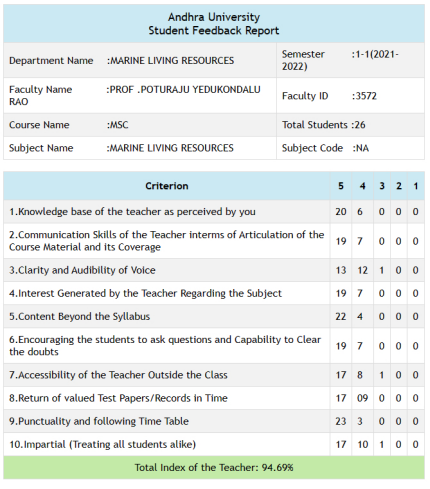 Andhra University
Student Feedback Report
Department Name :MARINE LIVING RESOURCES Semester :1-1(2021-
2022)
Faculty Name :PROF .POTURAJU YEDUKONDALU
RAO Faculty ID :3572
Course Name :MSC Total Students :26
Subject Name :MARINE LIVING RESOURCES Subject Code :NA
Criterion 5 4 3 2 1
1.Knowledge base of the teacher as perceived by you 20 6 0 0 0
2.Communication Skills of the Teacher interms of Articulation of the
Course Material and its Coverage 19 7 0 0 0
3.Clarity and Audibility of Voice 13 12 1 0 0
4.Interest Generated by the Teacher Regarding the Subject 19 7 0 0 0
5.Content Beyond the Syllabus 22 4 0 0 0
6.Encouraging the students to ask questions and Capability to Clear
the doubts 19 7 0 0 0
7.Accessibility of the Teacher Outside the Class 17 8 1 0 0
8.Return of valued Test Papers/Records in Time 17 09 0 0 0
9.Punctuality and following Time Table 23 3 0 0 0
10.Impartial (Treating all students alike) 17 10 1 0 0
Total Index of the Teacher: 94.69%